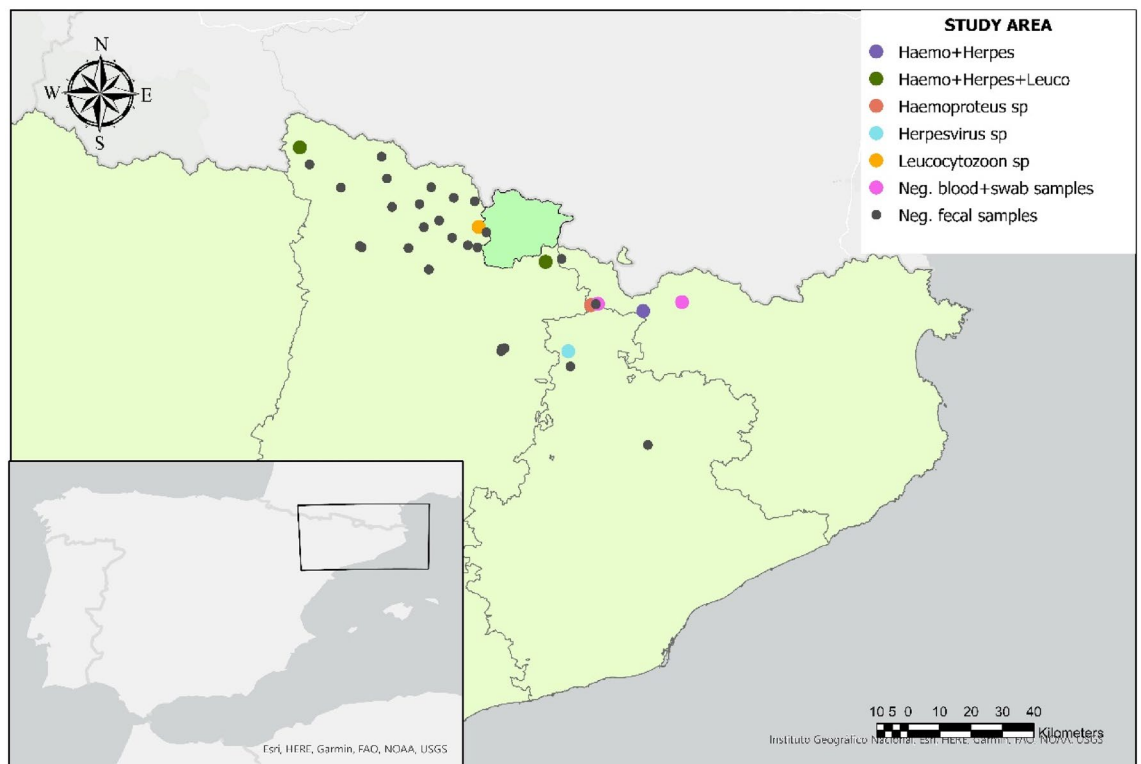 STUDY AREA
Haemo+Herpes
Haemo+Herpes+Leuco
Haemoproteus sp
Herpesvirus sp
Leucocytozoon sp
Neg. blood+swab samples
Neg. fecal samples
N
W E
S
10 5 0 10 20 30 40
Kilometers
Instituto Geografico Nacional, Esri, HERE, Garmin, FAO, NOAA, USGS
Esri, HERE, Garmin, FAO, NOAA, USGS